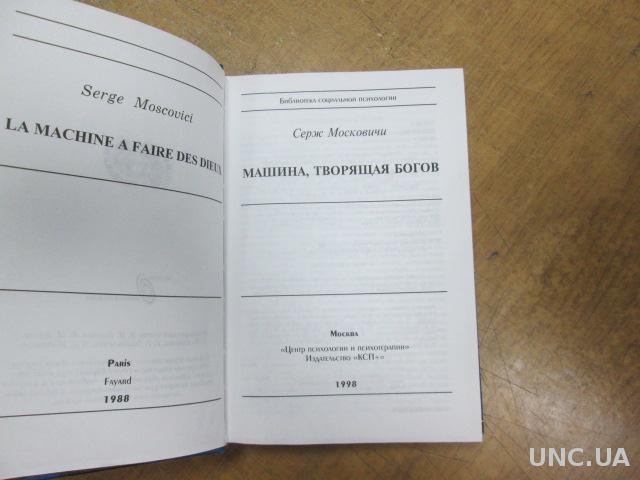 Serge Moscovici
LA MACHINE A FAIRE DES DIEUX
Paris
Fayard
1988
Библиотека социальной психологии
Серж Московичи
МАШИНА, ТВОРЯЩАЯ БОГОВ
Москва
«Центр психологии и психотерапии»
Издательство «КСП+»
1998
UNC.UA